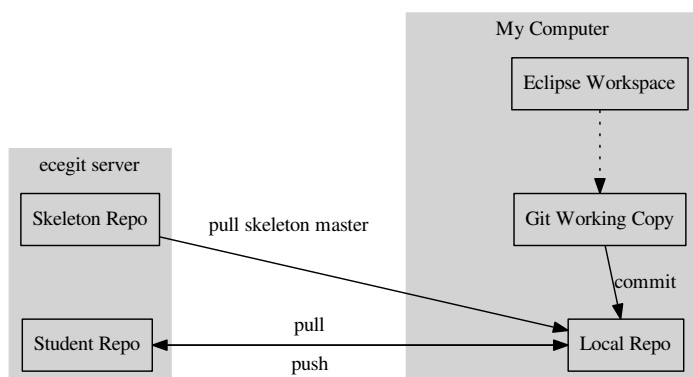 My Computer
Eclipse Workspace
ecegit server
Skeleton Repo
pull skeleton master
Git Working Copy
commit
Student Repo
pull
push
Local Repo